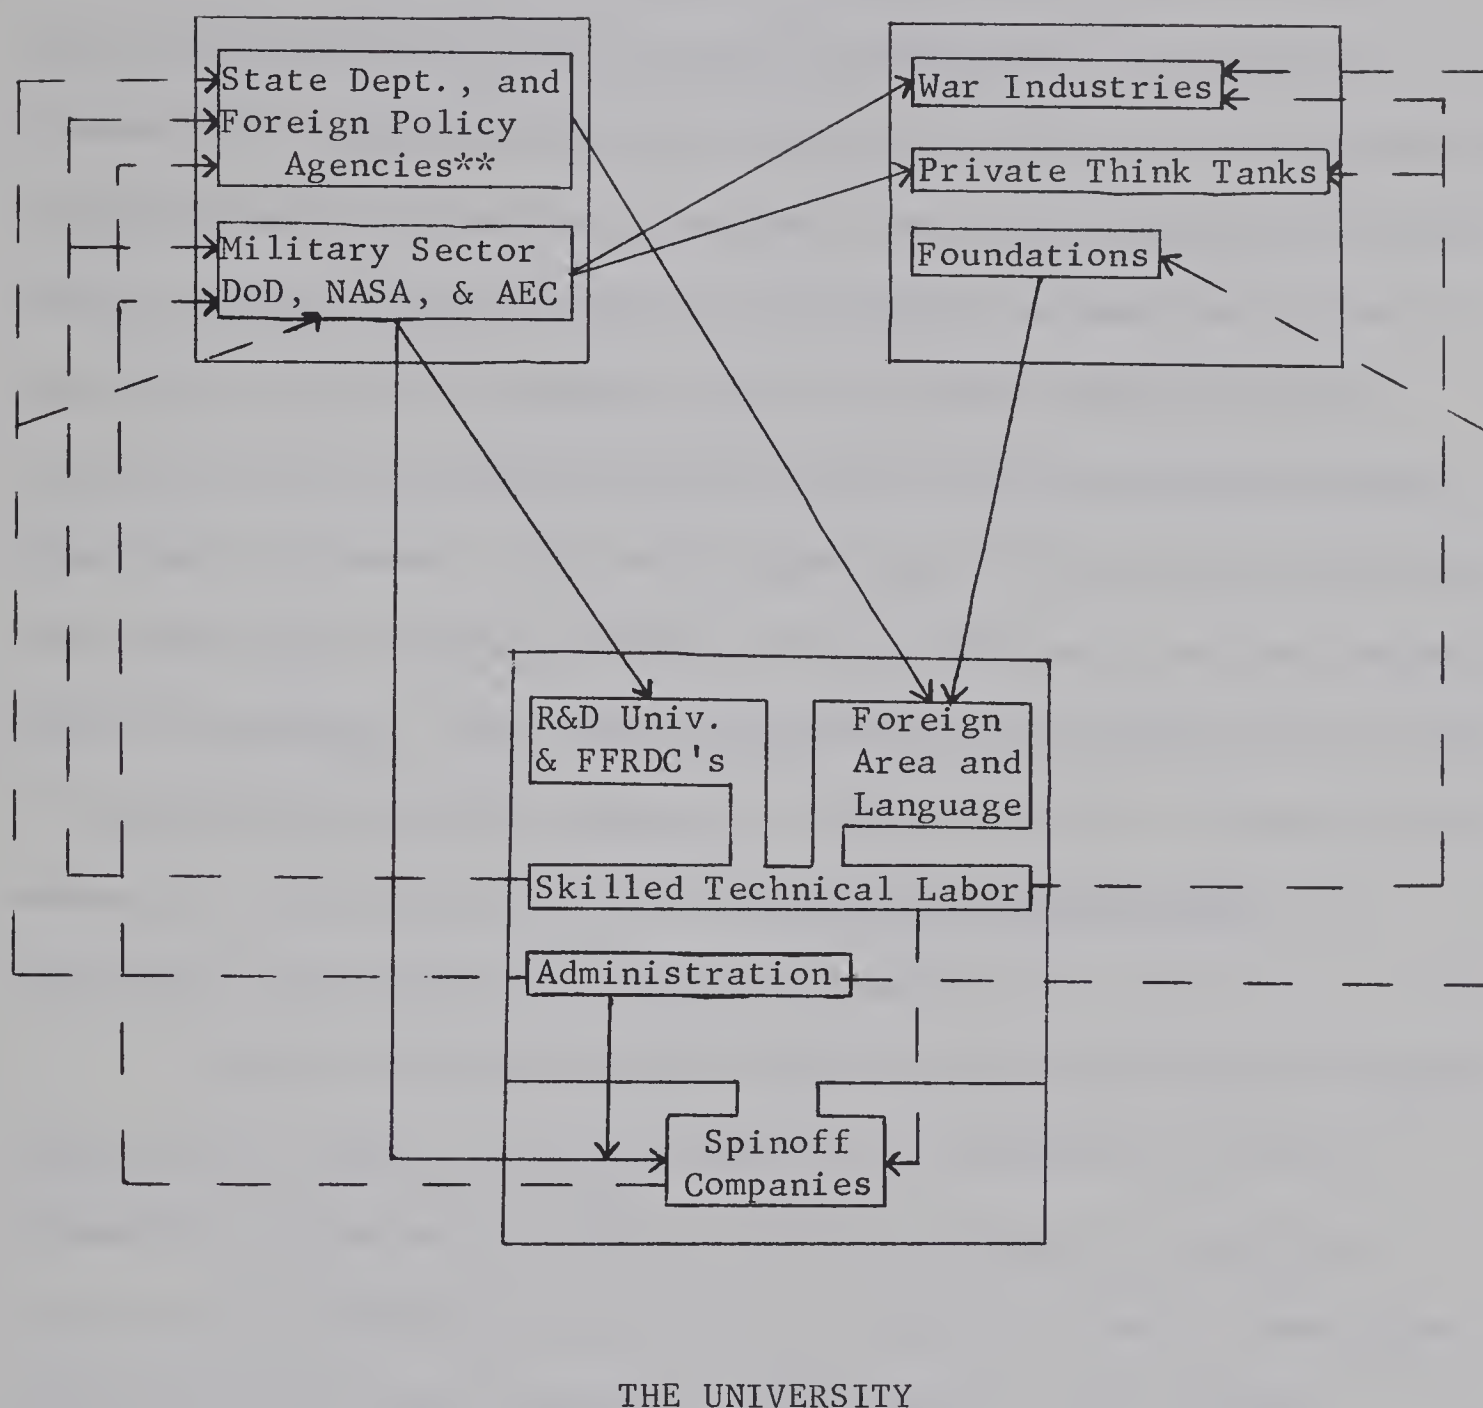 State Dept., and
Foreign Policy
Agencies**
Military Sector
DoD, NASA, & AEC
War Industries
Private Think Tanks
Foundations
R&D Univ.
& FFRDC's
Foreign
Area and
Language
Skilled Technical Labor
Administration
Spinoff
Companies
THE UNIVERSITY